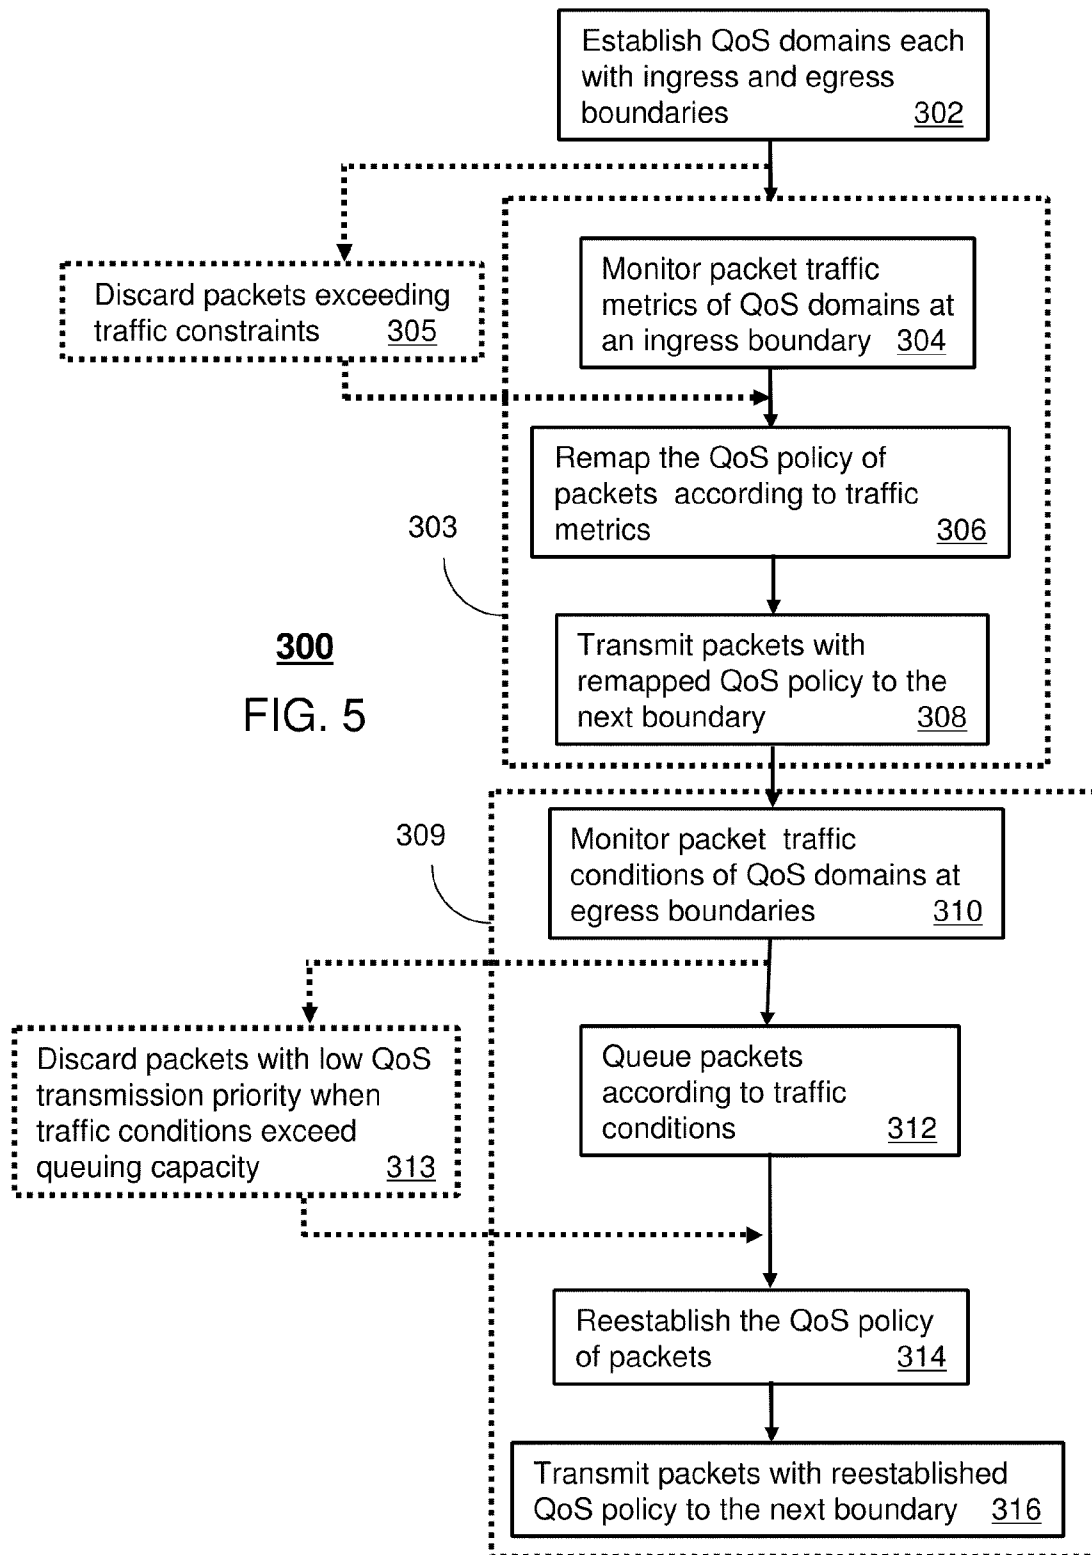 Establish QoS domains each
with ingress and egress
boundaries 302
Monitor packet traffic
metrics of QoS domains at
an ingress boundary 304
Discard packets exceeding
traffic constraints 305
Remap the QoS policy of
packets according to traffic
metrics 306
303
Transmit packets with
remapped QoS policy to the
next boundary 308
300
FIG. 5
Monitor packet traffic
conditions of QoS domains at
egress boundaries 310
309
Queue packets
according to traffic
conditions 312
Discard packets with low QoS
transmission priority when
traffic conditions exceed
queuing capacity 313
Reestablish the QoS policy
of packets 314
Transmit packets with reestablished
QoS policy to the next boundary 316